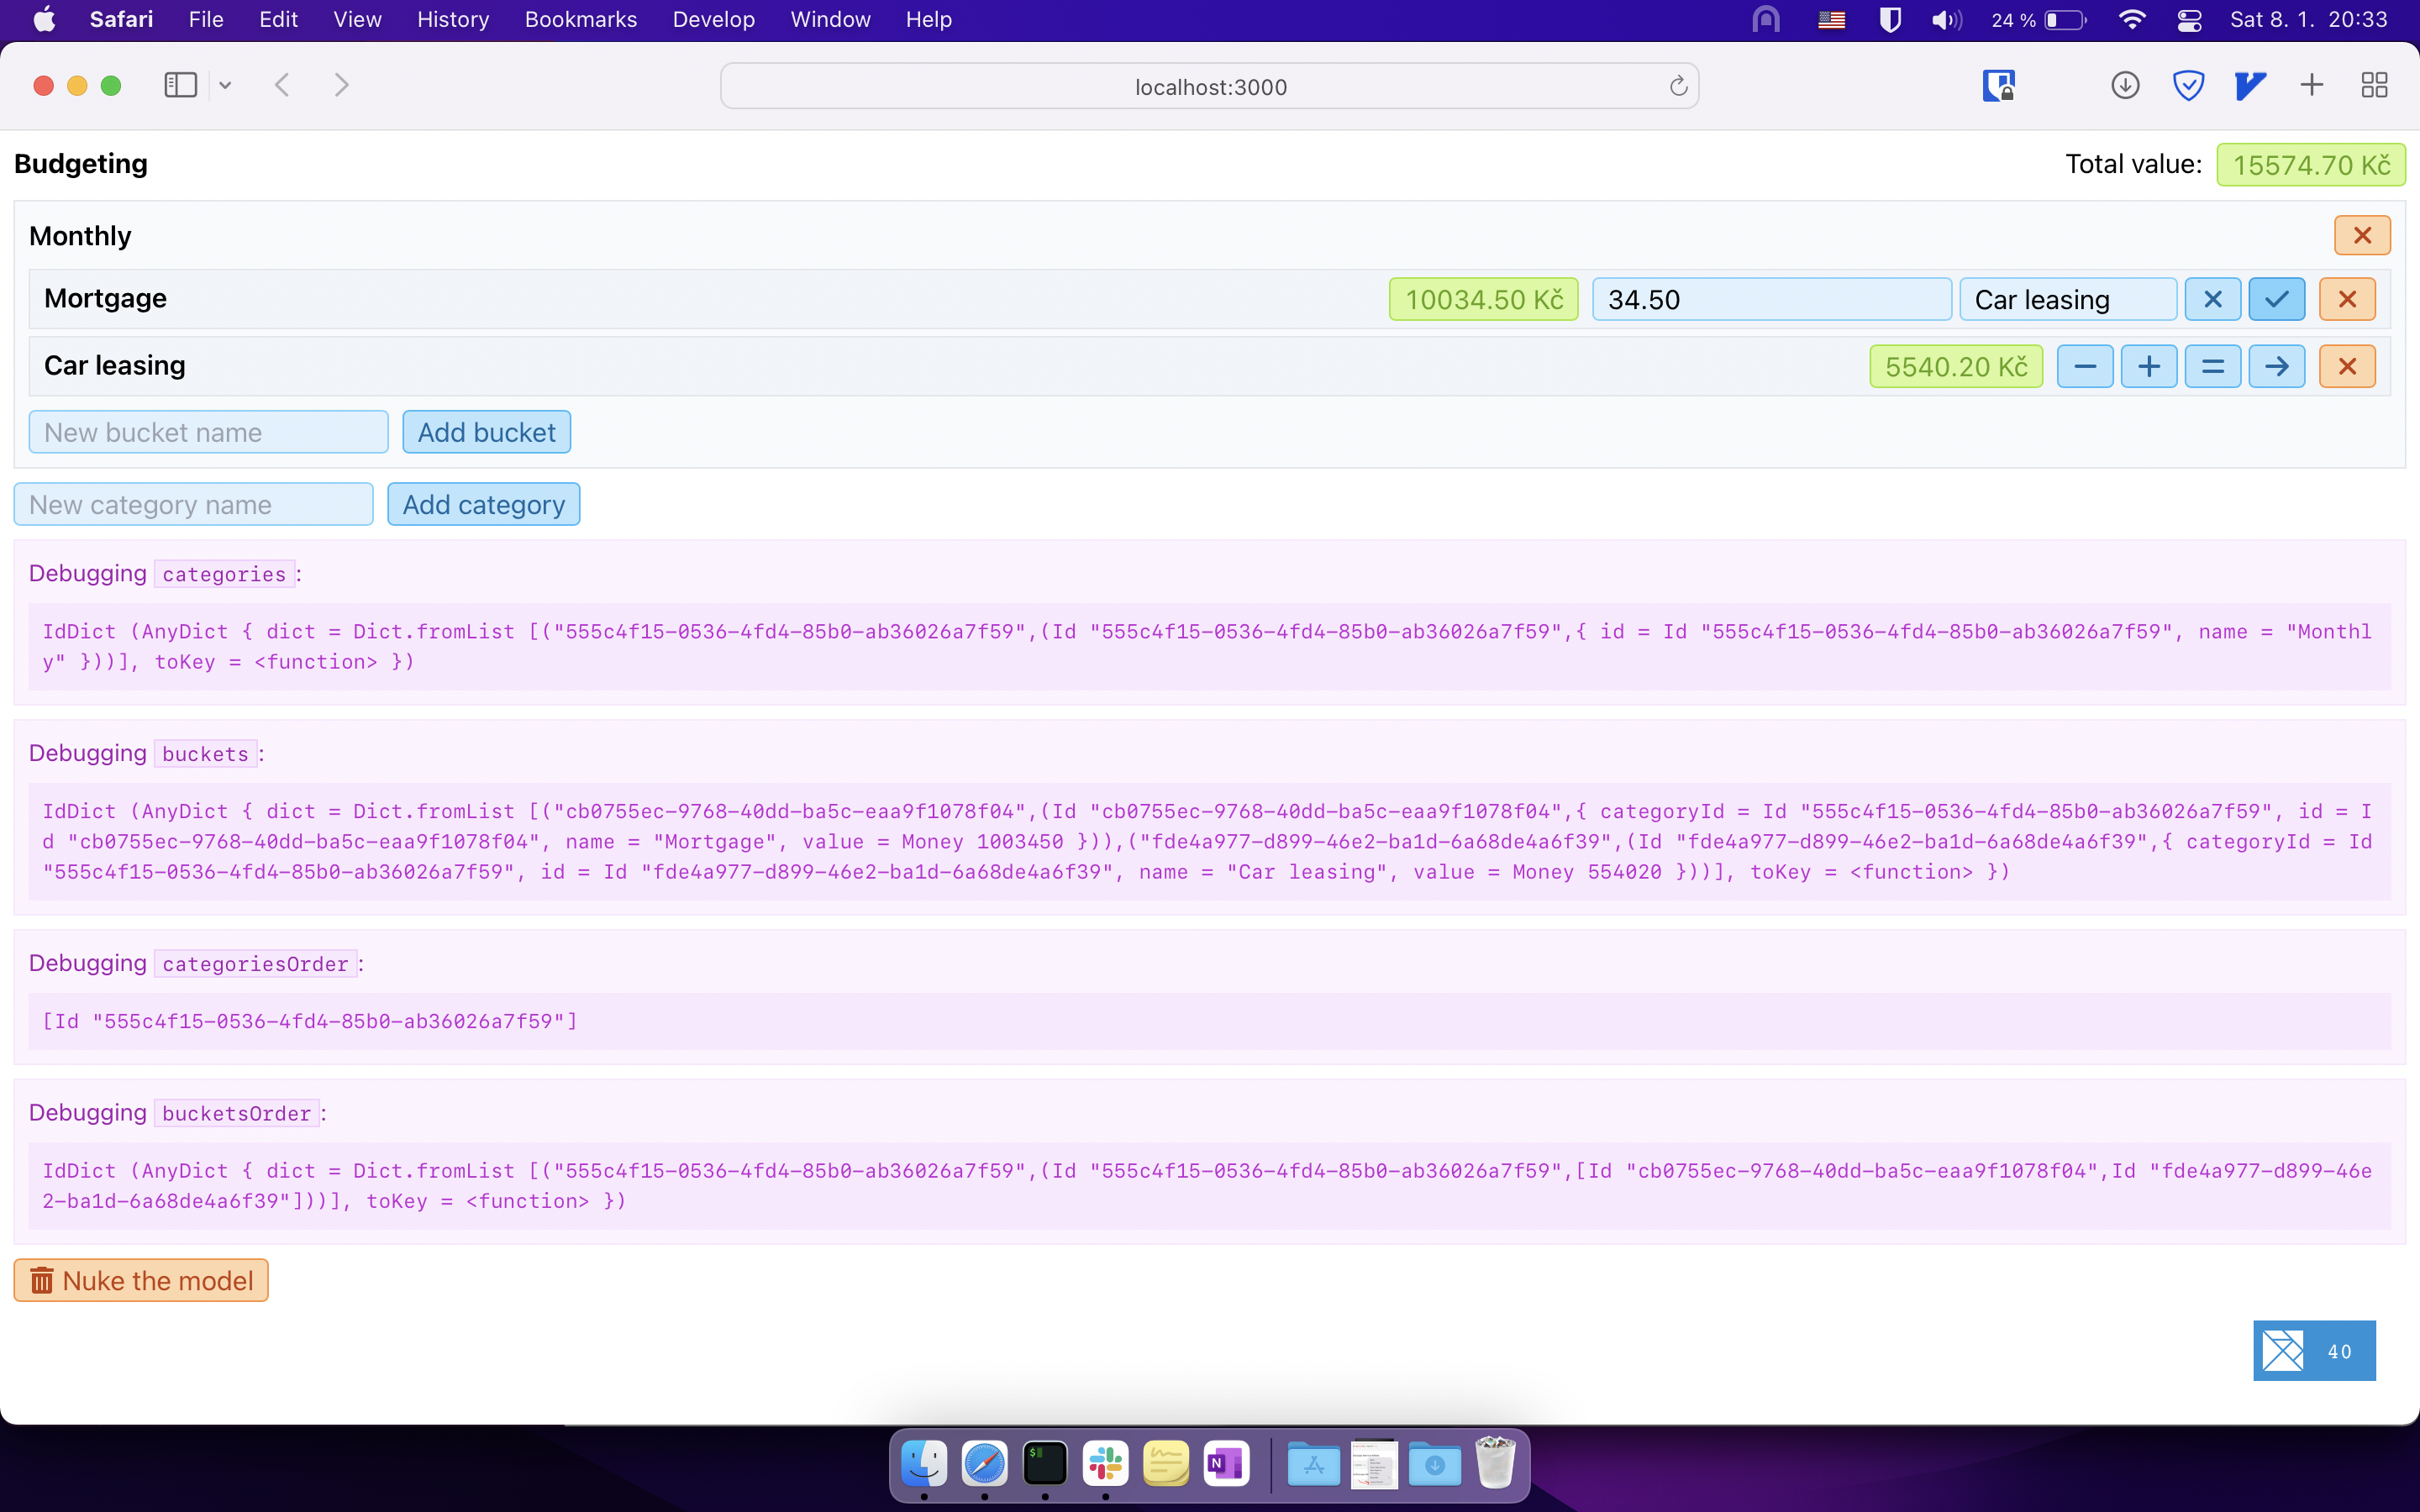 Safari File Edit View History Bookmarks Develop Window Help 24 % Sat 8. 1. 20:33
localhost:3000
Budgeting Total value: 15574.70 Kč
Monthly
Mortgage 10034.50 Kč 34.50 Car leasing
Car leasing 5540.20 Kč
New bucket name Add bucket
New category name Add category
Debugging categories:
IdDict (AnyDict { dict = Dict.fromList [("555c4f15-0536-4fd4-85b0-ab36026a7f59",(Id "555c4f15-0536-4fd4-85b0-ab36026a7f59",{ id = Id "555c4f15-0536-4fd4-85b0-ab36026a7f59", name = "Monthl
y" }))], toKey = <function> })
Debugging buckets:
IdDict (AnyDict { dict = Dict.fromList [("cb0755ec-9768-40dd-ba5c-eaa9f1078f04",(Id "cb0755ec-9768-40dd-ba5c-eaa9f1078f04",{ categoryId = Id "555c4f15-0536-4fd4-85b0-ab36026a7f59", id = I
d "cb0755ec-9768-40dd-ba5c-eaa9f1078f04", name = "Mortgage", value = Money 1003450 })),("fde4a977-d899-46e2-ba1d-6a68de4a6f39",(Id "fde4a977-d899-46e2-ba1d-6a68de4a6f39",{ categoryId = Id
"555c4f15-0536-4fd4-85b0-ab36026a7f59", id = Id "fde4a977-d899-46e2-ba1d-6a68de4a6f39", name = "Car leasing", value = Money 554020 }))], toKey = <function> })
Debugging categoriesOrder:
[Id "555c4f15-0536-4fd4-85b0-ab36026a7f59"]
Debugging bucketsOrder:
IdDict (AnyDict { dict = Dict.fromList [("555c4f15-0536-4fd4-85b0-ab36026a7f59",(Id "555c4f15-0536-4fd4-85b0-ab36026a7f59",[Id "cb0755ec-9768-40dd-ba5c-eaa9f1078f04",Id "fde4a977-d899-46e
2-ba1d-6a68de4a6f39"]))], toKey = <function> })
Nuke the model
40